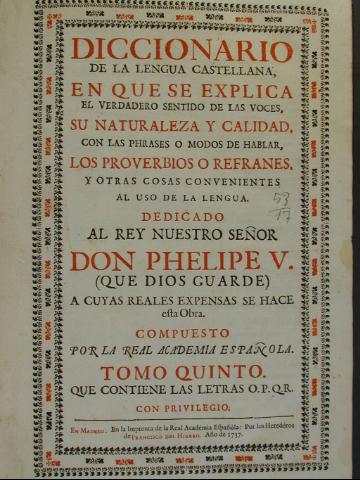 DICCIONARIO
DE LA LENGUA CASTELLANA,
EN QUE SE EXPLICA
EL VERDADERO SENTIDO DE LAS VOCES,
SU NATURALEZA Y CALIDAD,
CON LAS PHRASES O MODOS DE HABLAR,
LOS PROVERBIOS O REFRANES,
Y OTRAS COSAS CONVENIENTES
AL USO DE LA LENGUA.
53
17
DEDICADO
AL REY NUESTRO SEÑOR
DON PHELIPE V.
(QUE DIOS GUARDE)
A CUYAS REALES EXPENSAS SE HACE
esta Obra.
COMPUESTO
POR LA REAL ACADEMIA ESPAÑOLA.
TOMO QUINTO.
QUE CONTIENE LAS LETRAS O.P.Q.R.
CON PRIVILEGIO.
EN MADRID: En la Imprenta de la Real Académia Españóla: Por los Herederos
de FRANCISCO DEL HIERRO. Año de 1737.